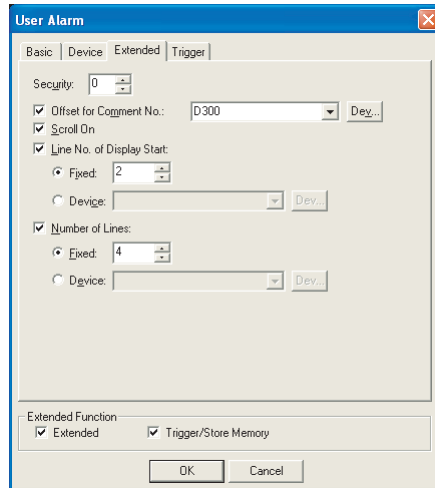 User Alarm
Basic Device Extended Trigger
Security: 0
Offset for Comment No.: D300 Dev...
Scroll On
Line No. of Display Start:
Fixed: 2
Device: Dev...
Number of Lines:
Fixed: 4
Device: Dev...
Extended Function
Extended Trigger/Store Memory
OK Cancel